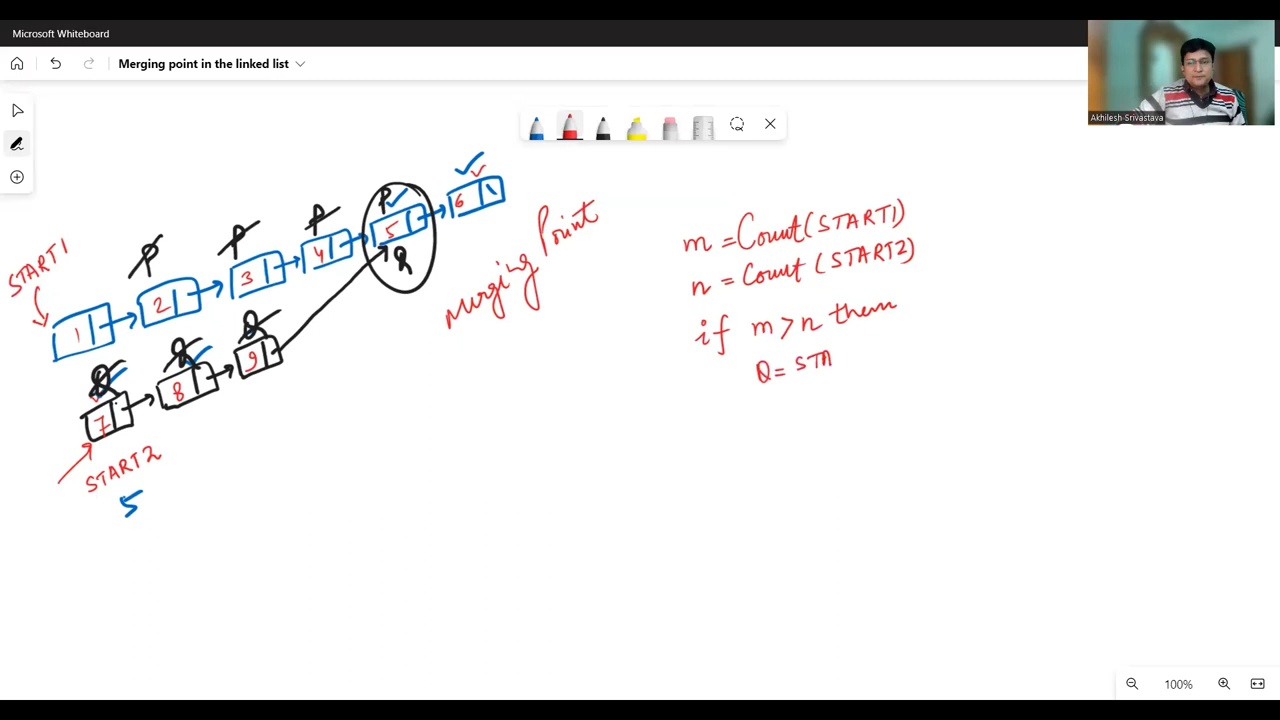 Microsoft Whiteboard
Merging point in the linked list
Akhilesh Srivastava
START1
1
2
P
3
P
4
P
5
P
Q
6
7
Q
8
Q
9
Q
START2
5
Merging Point
m = Count(START1)
n = Count (START2)
if m > n then
Q = STA
100%